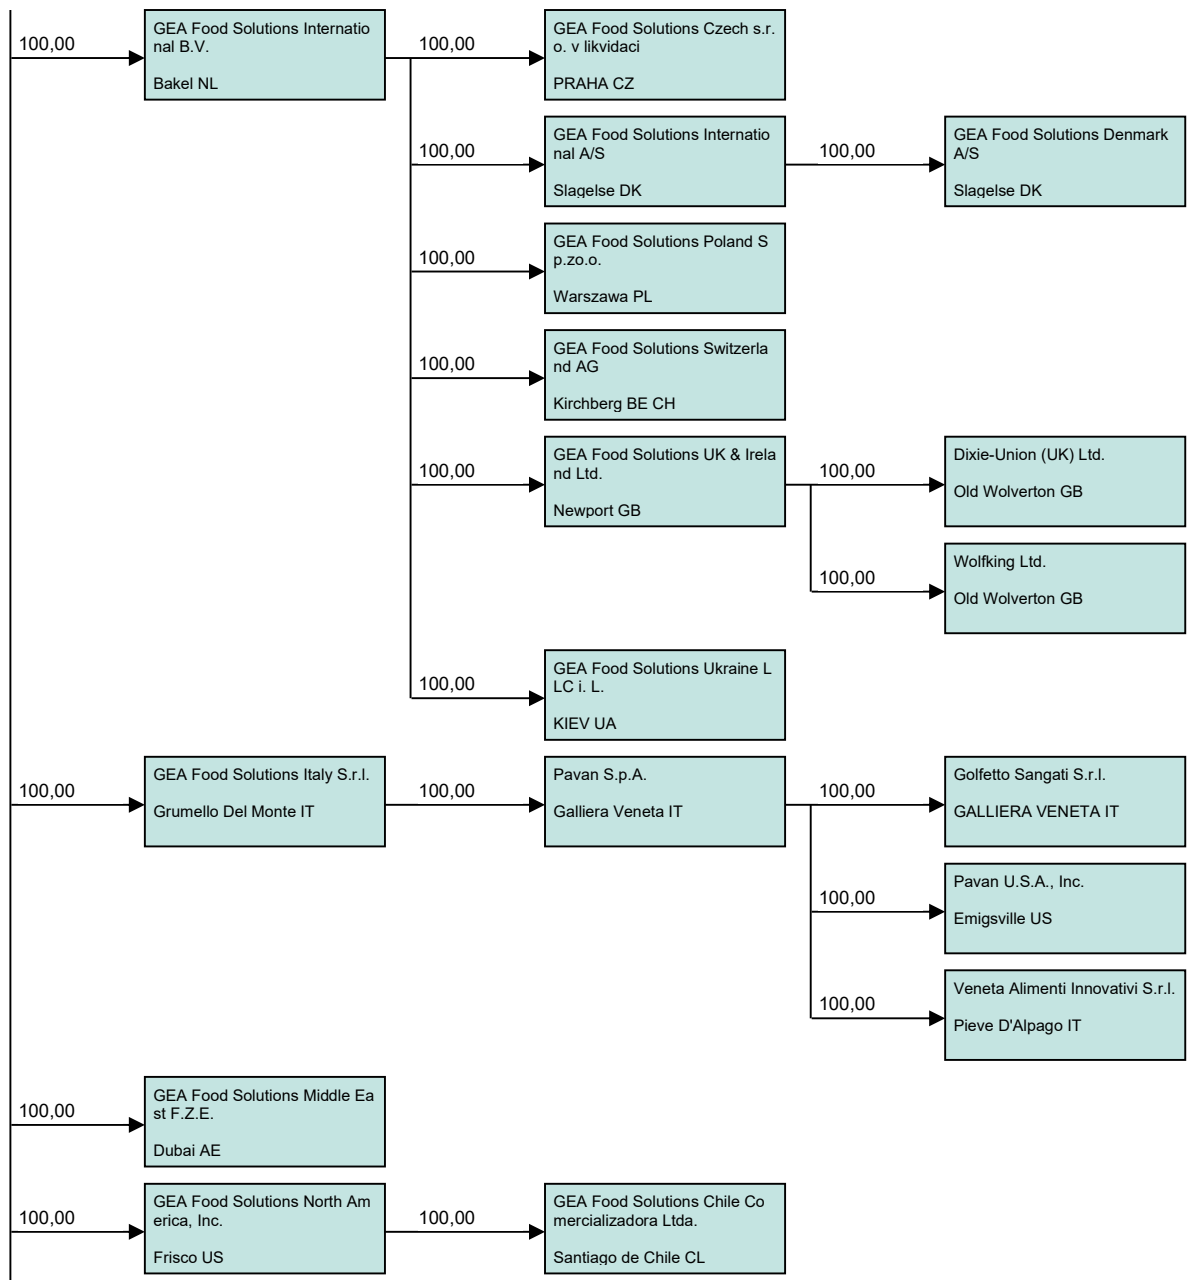 100,00
GEA Food Solutions Internatio
nal B.V.
Bakel NL
100,00
GEA Food Solutions Czech s.r.
o. v likvidaci
PRAHA CZ
100,00
GEA Food Solutions Internatio
nal A/S
Slagelse DK
100,00
GEA Food Solutions Denmark
A/S
Slagelse DK
100,00
GEA Food Solutions Poland S
p.zo.o.
Warszawa PL
100,00
GEA Food Solutions Switzerla
nd AG
Kirchberg BE CH
100,00
GEA Food Solutions UK & Irela
nd Ltd.
Newport GB
100,00
Dixie-Union (UK) Ltd.
Old Wolverton GB
100,00
Wolfking Ltd.
Old Wolverton GB
100,00
GEA Food Solutions Ukraine L
LC i. L.
KIEV UA
100,00
GEA Food Solutions Italy S.r.l.
Grumello Del Monte IT
100,00
Pavan S.p.A.
Galliera Veneta IT
100,00
Golfetto Sangati S.r.l.
GALLIERA VENETA IT
100,00
Pavan U.S.A., Inc.
Emigsville US
100,00
Veneta Alimenti Innovativi S.r.l.
Pieve D'Alpago IT
100,00
GEA Food Solutions Middle Ea
st F.Z.E.
Dubai AE
100,00
GEA Food Solutions North Am
erica, Inc.
Frisco US
100,00
GEA Food Solutions Chile Co
mercializadora Ltda.
Santiago de Chile CL